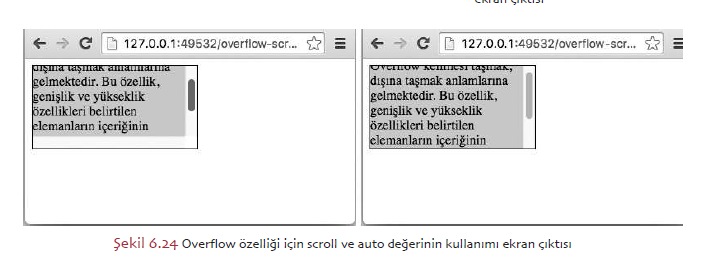 ekran çıktısı
127.0.0.1:49532/overflow-scr...
dışına taşmak anlamlarına
gelmektedir. Bu özellik,
genişlik ve yükseklik
özellikleri belirtilen
elemanların içeriğinin
127.0.0.1:49532/overflow-scr...
Overflow kelimesi taşmak,
dışına taşmak anlamlarına
gelmektedir. Bu özellik,
genişlik ve yükseklik
özellikleri belirtilen
elemanların içeriğinin
Şekil 6.24 Overflow özelliği için scroll ve auto değerinin kullanımı ekran çıktısı